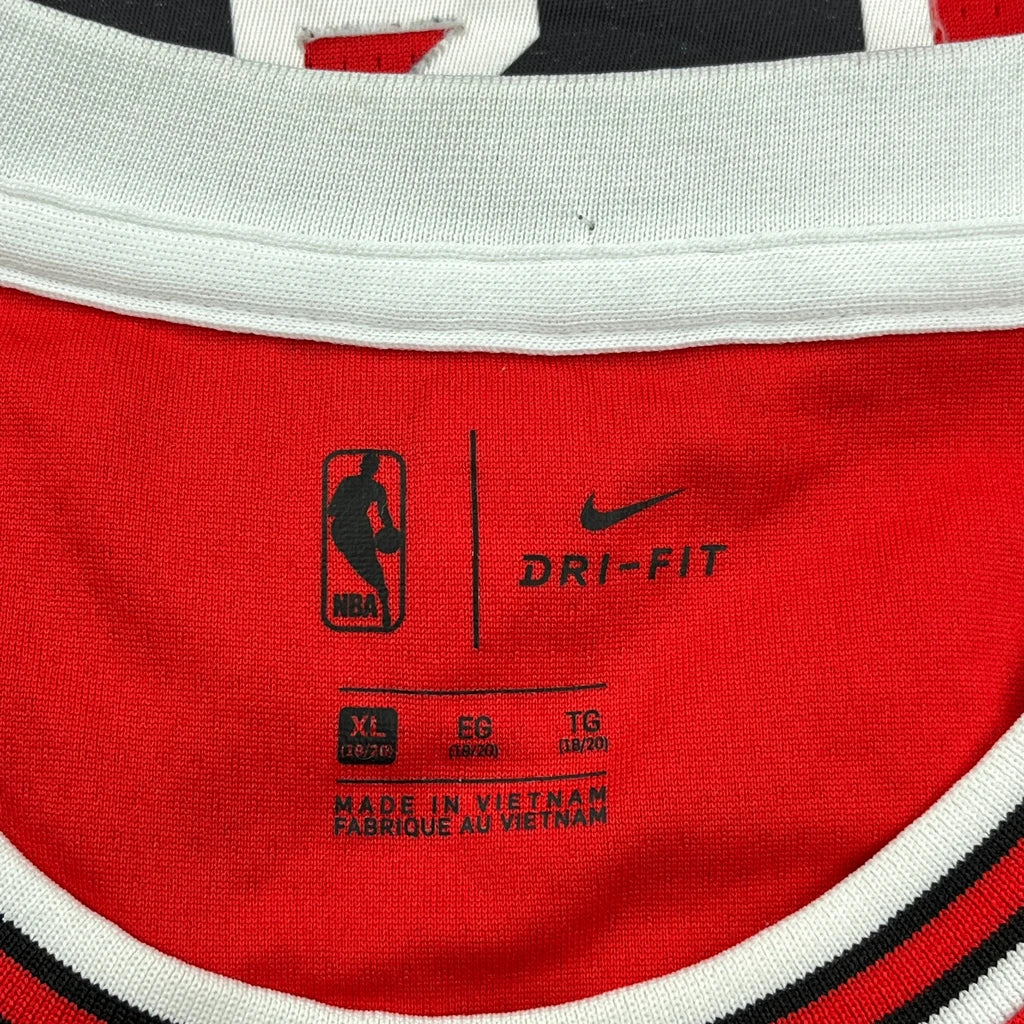 NBA
DRI-FIT
XL EG TG
(18/20) (18/20) (18/20)
MADE IN VIETNAM
FABRIQUE AU VIETNAM